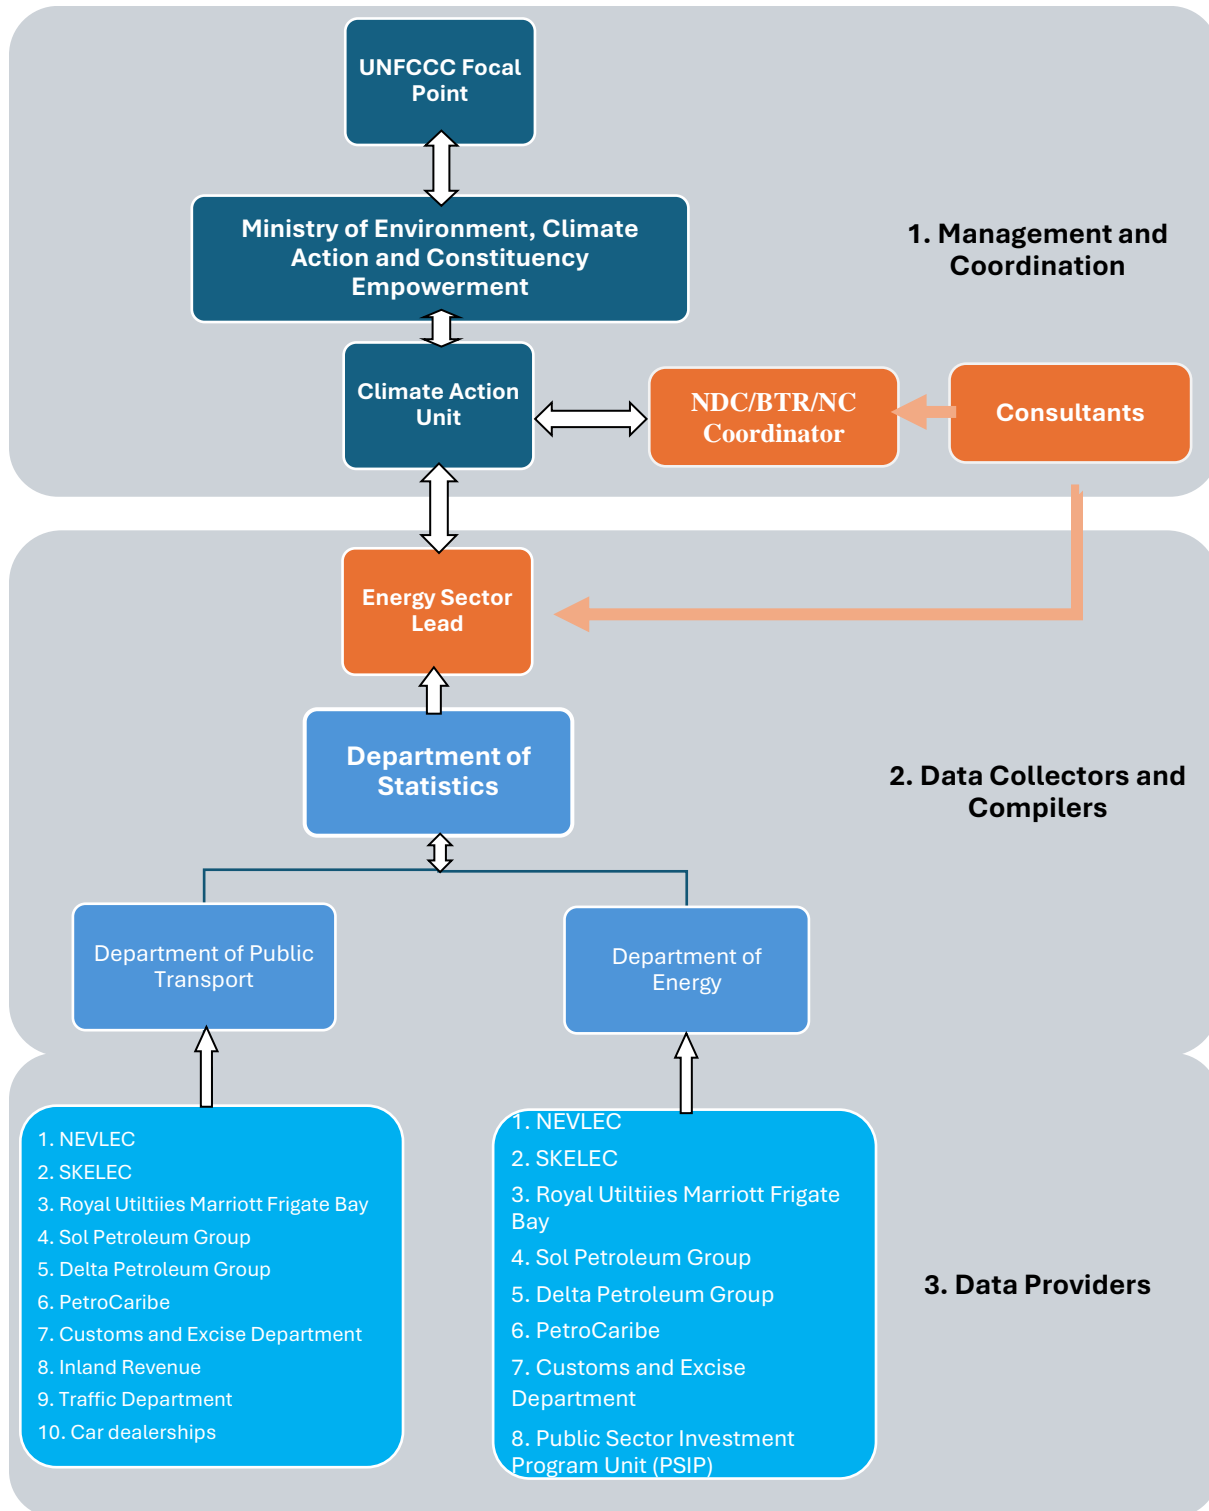 UNFCCC Focal
Point
Ministry of Environment, Climate
Action and Constituency
Empowerment
1. Management and
Coordination
Climate Action
Unit
NDC/BTR/NC
Coordinator
Consultants
Energy Sector
Lead
Department of
Statistics
2. Data Collectors and
Compilers
Department of Public
Transport
Department of
Energy
1. NEVLEC
2. SKELEC
3. Royal Utiltiies Marriott Frigate Bay
4. Sol Petroleum Group
5. Delta Petroleum Group
6. PetroCaribe
7. Customs and Excise Department
8. Inland Revenue
9. Traffic Department
10. Car dealerships
1. NEVLEC
2. SKELEC
3. Royal Utiltiies Marriott Frigate
Bay
4. Sol Petroleum Group
5. Delta Petroleum Group
6. PetroCaribe
7. Customs and Excise
Department
8. Public Sector Investment
Program Unit (PSIP)
3. Data Providers